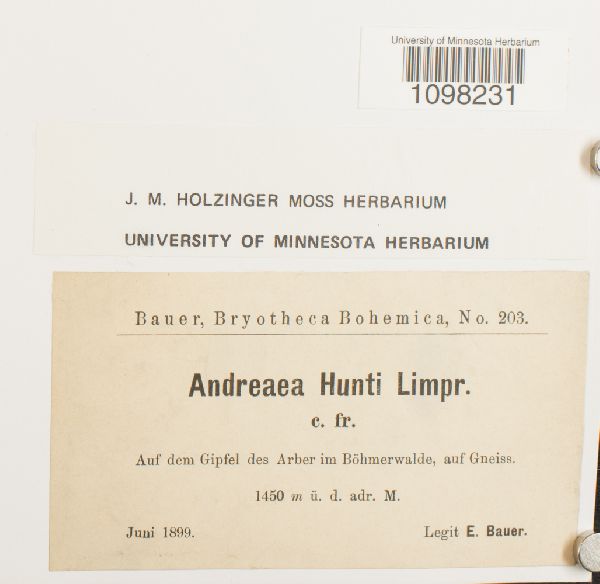 University of Minnesota Herbarium
1098231
J. M. HOLZINGER MOSS HERBARIUM
UNIVERSITY OF MINNESOTA HERBARIUM
Bauer, Bryotheca Bohemica, No. 203.
Andreaea Hunti Limpr.
c. fr.
Auf dem Gipfel des Arber im Böhmerwalde, auf Gneiss.
1450 m ü. d. adr. M.
Juni 1899. Legit E. Bauer.